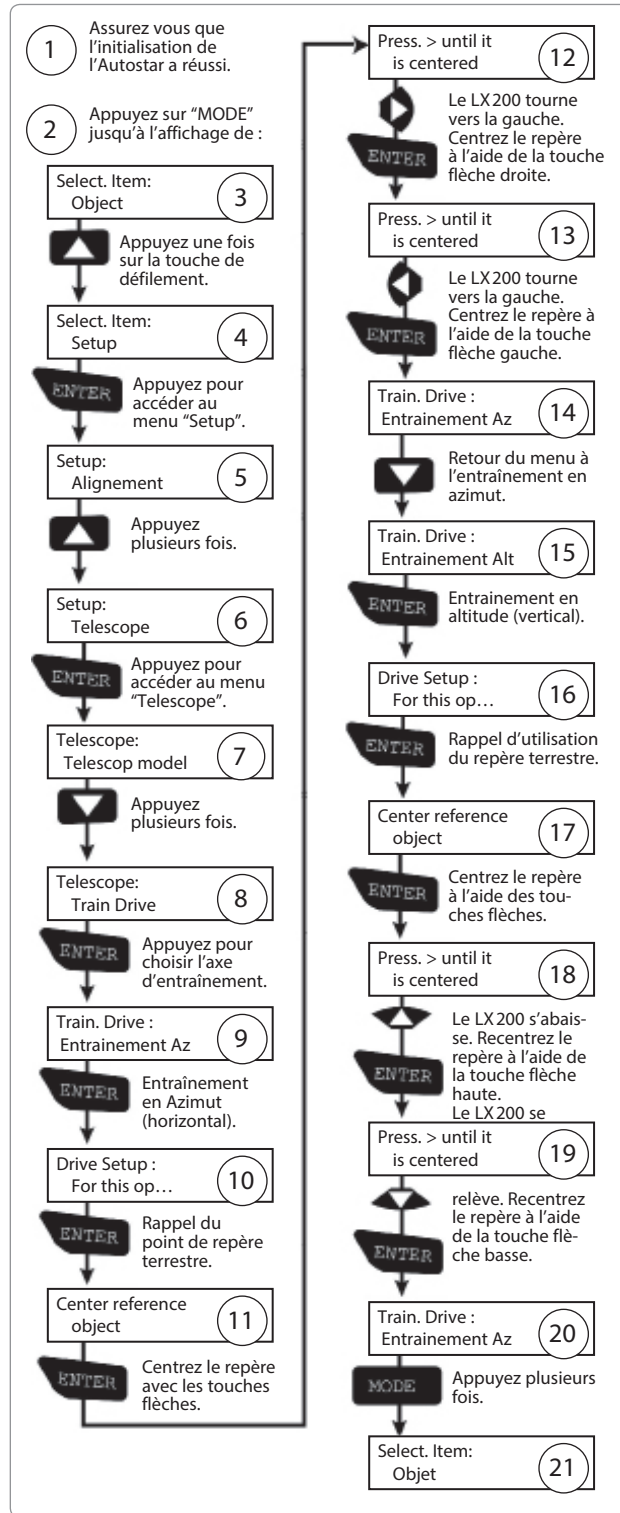 1
Assurez vous que
l'initialisation de
l'Autostar a réussi.
2
Appuyez sur "MODE"
jusqu'à l'affichage de :
Select. Item:
Object
3
Appuyez une fois
sur la touche de
défilement.
Select. Item:
Setup
4
ENTER
Appuyez pour
accéder au
menu "Setup".
Setup:
Alignement
5
Appuyez
plusieurs fois.
Setup:
Telescope
6
ENTER
Appuyez pour
accéder au menu
"Telescope".
Telescope:
Telescop model
7
Appuyez
plusieurs fois.
Telescope:
Train Drive
8
ENTER
Appuyez pour
choisir l'axe
d'entraînement.
Train. Drive :
Entrainement Az
9
ENTER
Entraînement
en Azimut
(horizontal).
Drive Setup :
For this op…
10
ENTER
Rappel du
point de repère
terrestre.
Center reference
object
11
ENTER
Centrez le repère
avec les touches
flèches.
Press. > until it
is centered
12
Le LX200 tourne
vers la gauche.
Centrez le repère
à l'aide de la touche
flèche droite.
ENTER
Press. > until it
is centered
13
Le LX200 tourne
vers la gauche.
Centrez le repère à
l'aide de la touche
flèche gauche.
ENTER
Train. Drive :
Entrainement Az
14
Retour du menu à
l'entraînement en
azimut.
Train. Drive :
Entrainement Alt
15
ENTER
Entrainement en
altitude (vertical).
Drive Setup :
For this op…
16
ENTER
Rappel d'utilisation
du repère terrestre.
Center reference
object
17
ENTER
Centrez le repère
à l'aide des tou-
ches flèches.
Press. > until it
is centered
18
Le LX200 s'abais-
se. Recentrez le
repère à l'aide de
la touche flèche
haute.
Le LX200 se
ENTER
Press. > until it
is centered
19
relève. Recentrez
le repère à l'aide
de la touche flè-
che basse.
ENTER
Train. Drive :
Entrainement Az
20
MODE
Appuyez plusieurs
fois.
Select. Item:
Objet
21